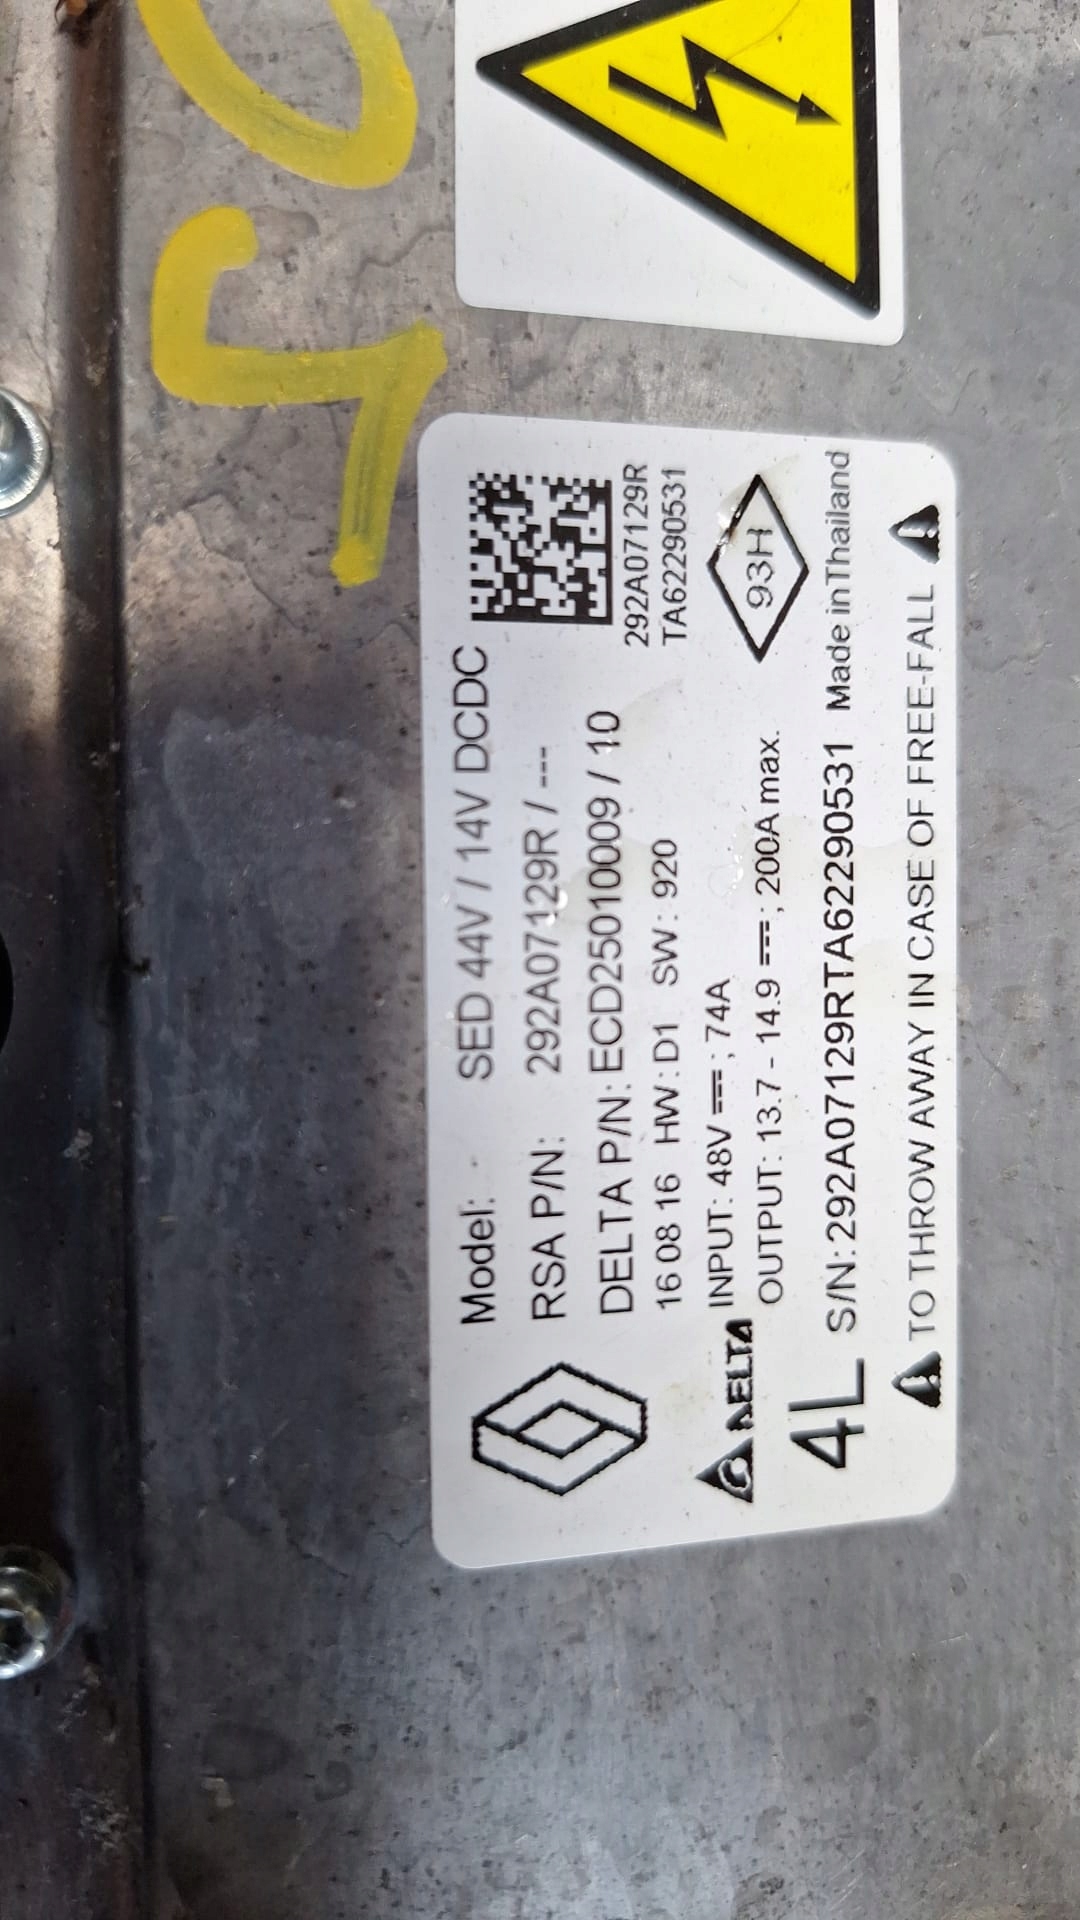 Model: SED 44V / 14V DCDC
RSA P/N: 292A07129R / ---
DELTA P/N: ECD25010009 / 10
16 08 16 HW: D1 SW: 920
292A07129R
TA62290531
INPUT: 48V ⎓; 74A
OUTPUT: 13.7 - 14.9 ⎓; 200A max.
DELTA
93H
4L S/N: 292A07129RTA62290531 Made in Thailand
TO THROW AWAY IN CASE OF FREE-FALL